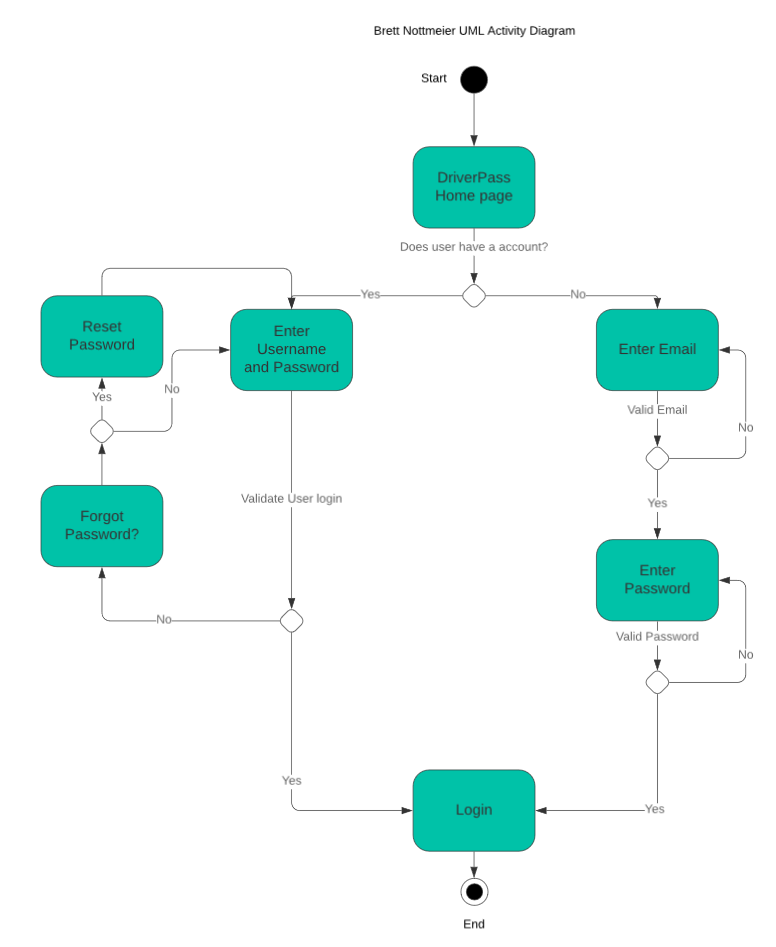 Brett Nottmeier UML Activity Diagram
Start
DriverPass
Home page
Does user have a account?
Yes
No
Reset
Password
Enter
Username
and Password
Enter Email
Yes
No
Valid Email
No
Validate User login
Yes
Forgot
Password?
Enter
Password
No
Valid Password
No
Yes
Login
Yes
End